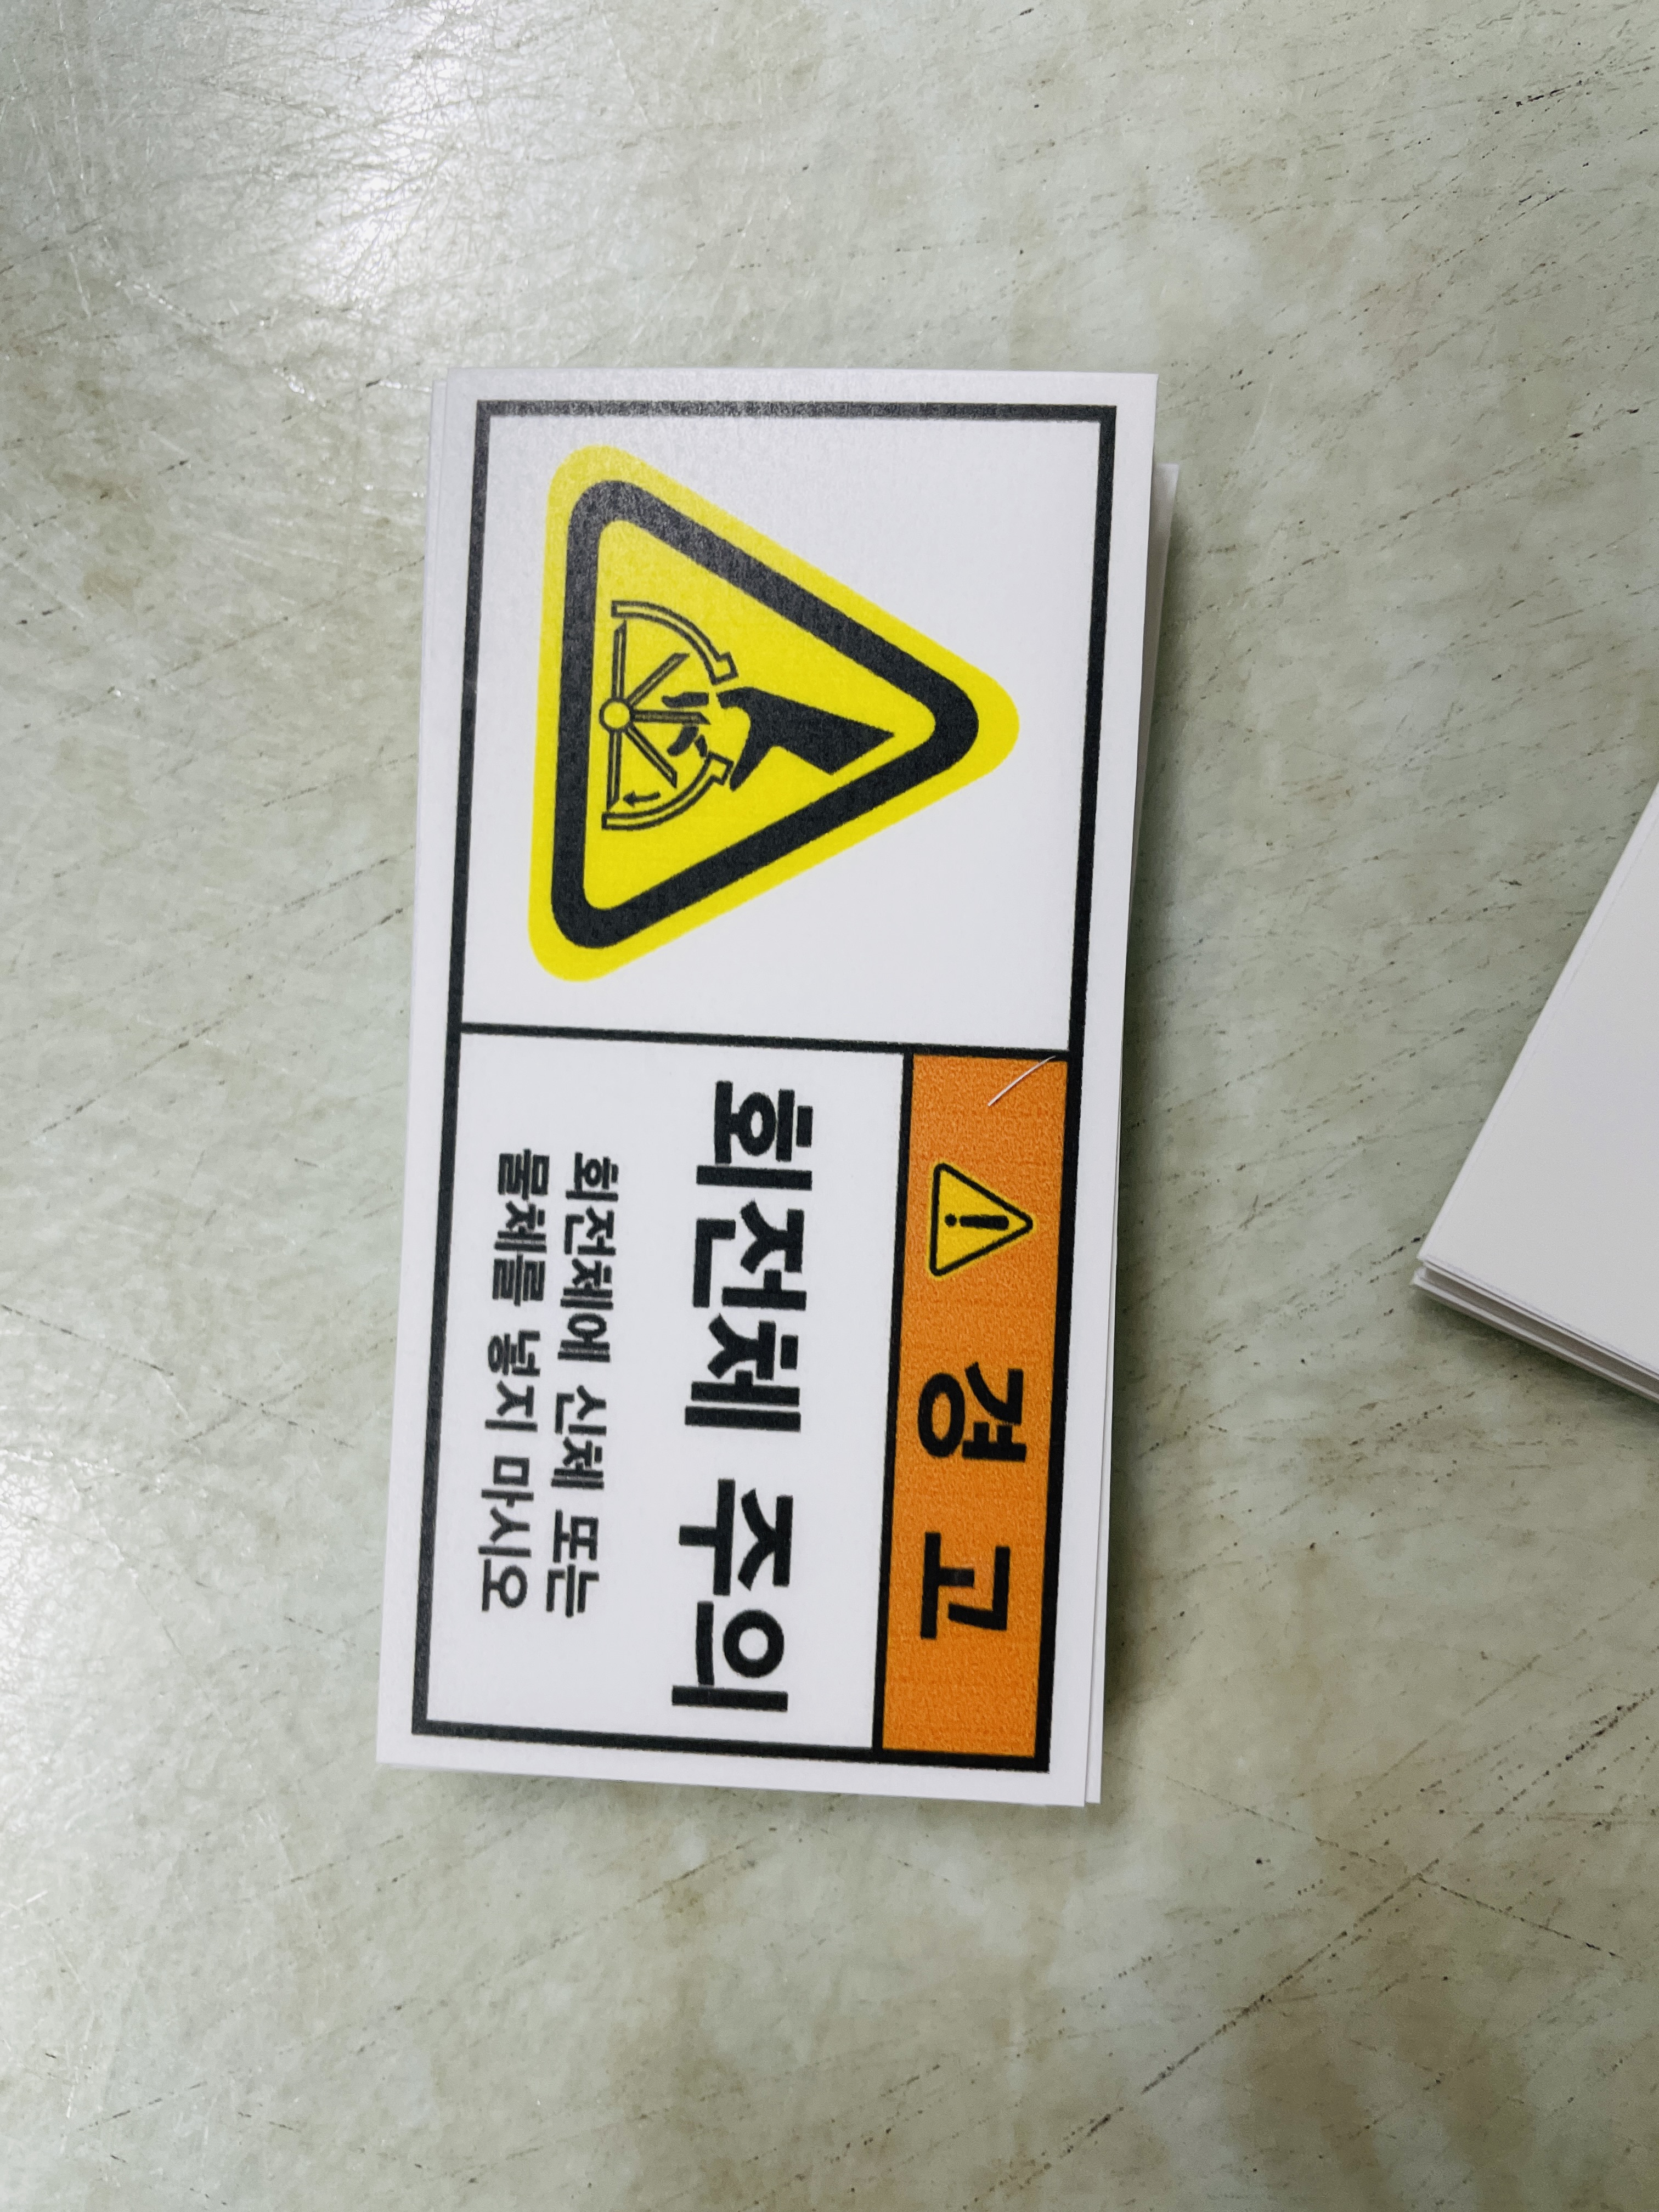 경 고
회전체 주의
회전체에 신체 또는
물체를 넣지 마시오